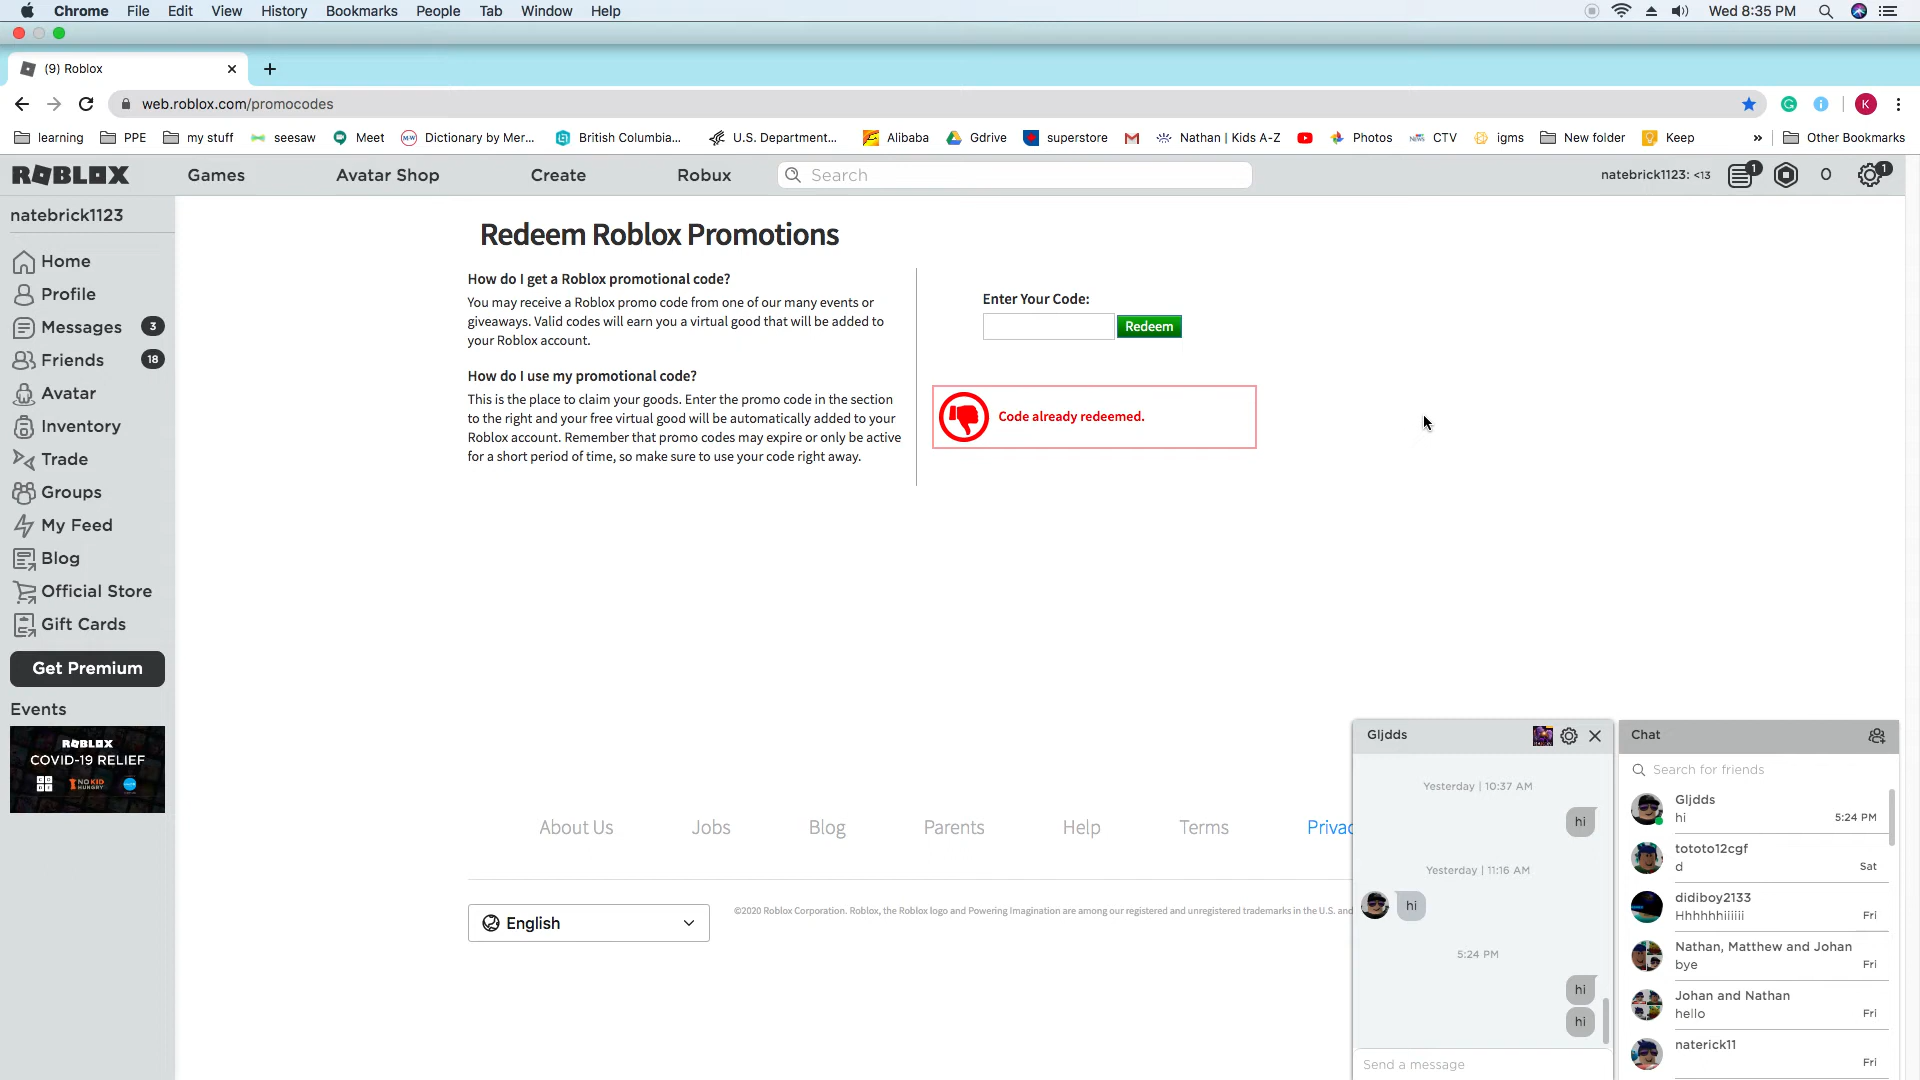 Chrome File Edit View History Bookmarks People Tab Window Help Wed 8:35 PM
(9) Roblox
web.roblox.com/promocodes K
learning PPE my stuff seesaw Meet Dictionary by Mer... British Columbia... U.S. Department... Alibaba Gdrive superstore Nathan | Kids A-Z Photos CTV igms New folder Keep » Other Bookmarks
ROBLOX Games Avatar Shop Create Robux Search natebrick1123: <13 1 0 1
natebrick1123
Home
Profile
Messages 3
Friends 18
Avatar
Inventory
Trade
Groups
My Feed
Blog
Official Store
Gift Cards
Get Premium
Events
ROBLOX
COVID-19 RELIEF
NO KID
HUNGRY
Redeem Roblox Promotions
How do I get a Roblox promotional code?
You may receive a Roblox promo code from one of our many events or
giveaways. Valid codes will earn you a virtual good that will be added to
your Roblox account.
How do I use my promotional code?
This is the place to claim your goods. Enter the promo code in the section
to the right and your free virtual good will be automatically added to your
Roblox account. Remember that promo codes may expire or only be active
for a short period of time, so make sure to use your code right away.
Enter Your Code:
Redeem
Code already redeemed.
About Us Jobs Blog Parents Help Terms Privac
English
©2020 Roblox Corporation. Roblox, the Roblox logo and Powering Imagination are among our registered and unregistered trademarks in the U.S. and
Gljdds
Yesterday | 10:37 AM
hi
Yesterday | 11:16 AM
hi
5:24 PM
hi
hi
Send a message
Chat
Search for friends
Gljdds
hi 5:24 PM
tototo12cgf
d Sat
didiboy2133
Hhhhhhiiiiii Fri
Nathan, Matthew and Johan
bye Fri
Johan and Nathan
hello Fri
naterick11
Fri